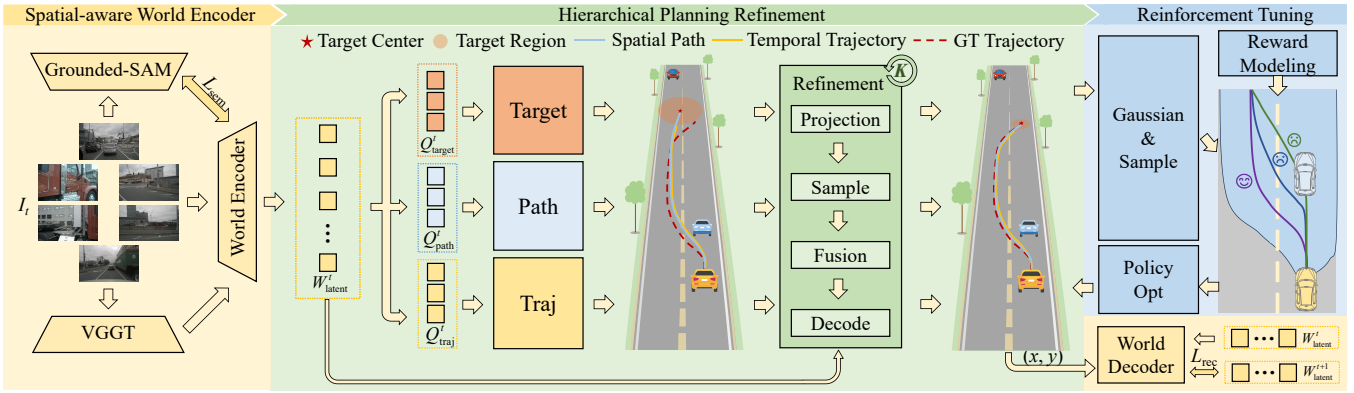 Spatial-aware World Encoder
Hierarchical Planning Refinement
Reinforcement Tuning
Target Center
Target Region
Spatial Path
Temporal Trajectory
GT Trajectory
Grounded-SAM
L_sem
I_t
World Encoder
VGGT
W^t_latent
Q^t_target
Q^t_path
Q^t_traj
Target
Path
Traj
K
Refinement
Projection
Sample
Fusion
Decode
(x, y)
Gaussian
&
Sample
Reward
Modeling
Policy
Opt
World
Decoder
L_rec
W^t_latent
W^{t+1}_latent